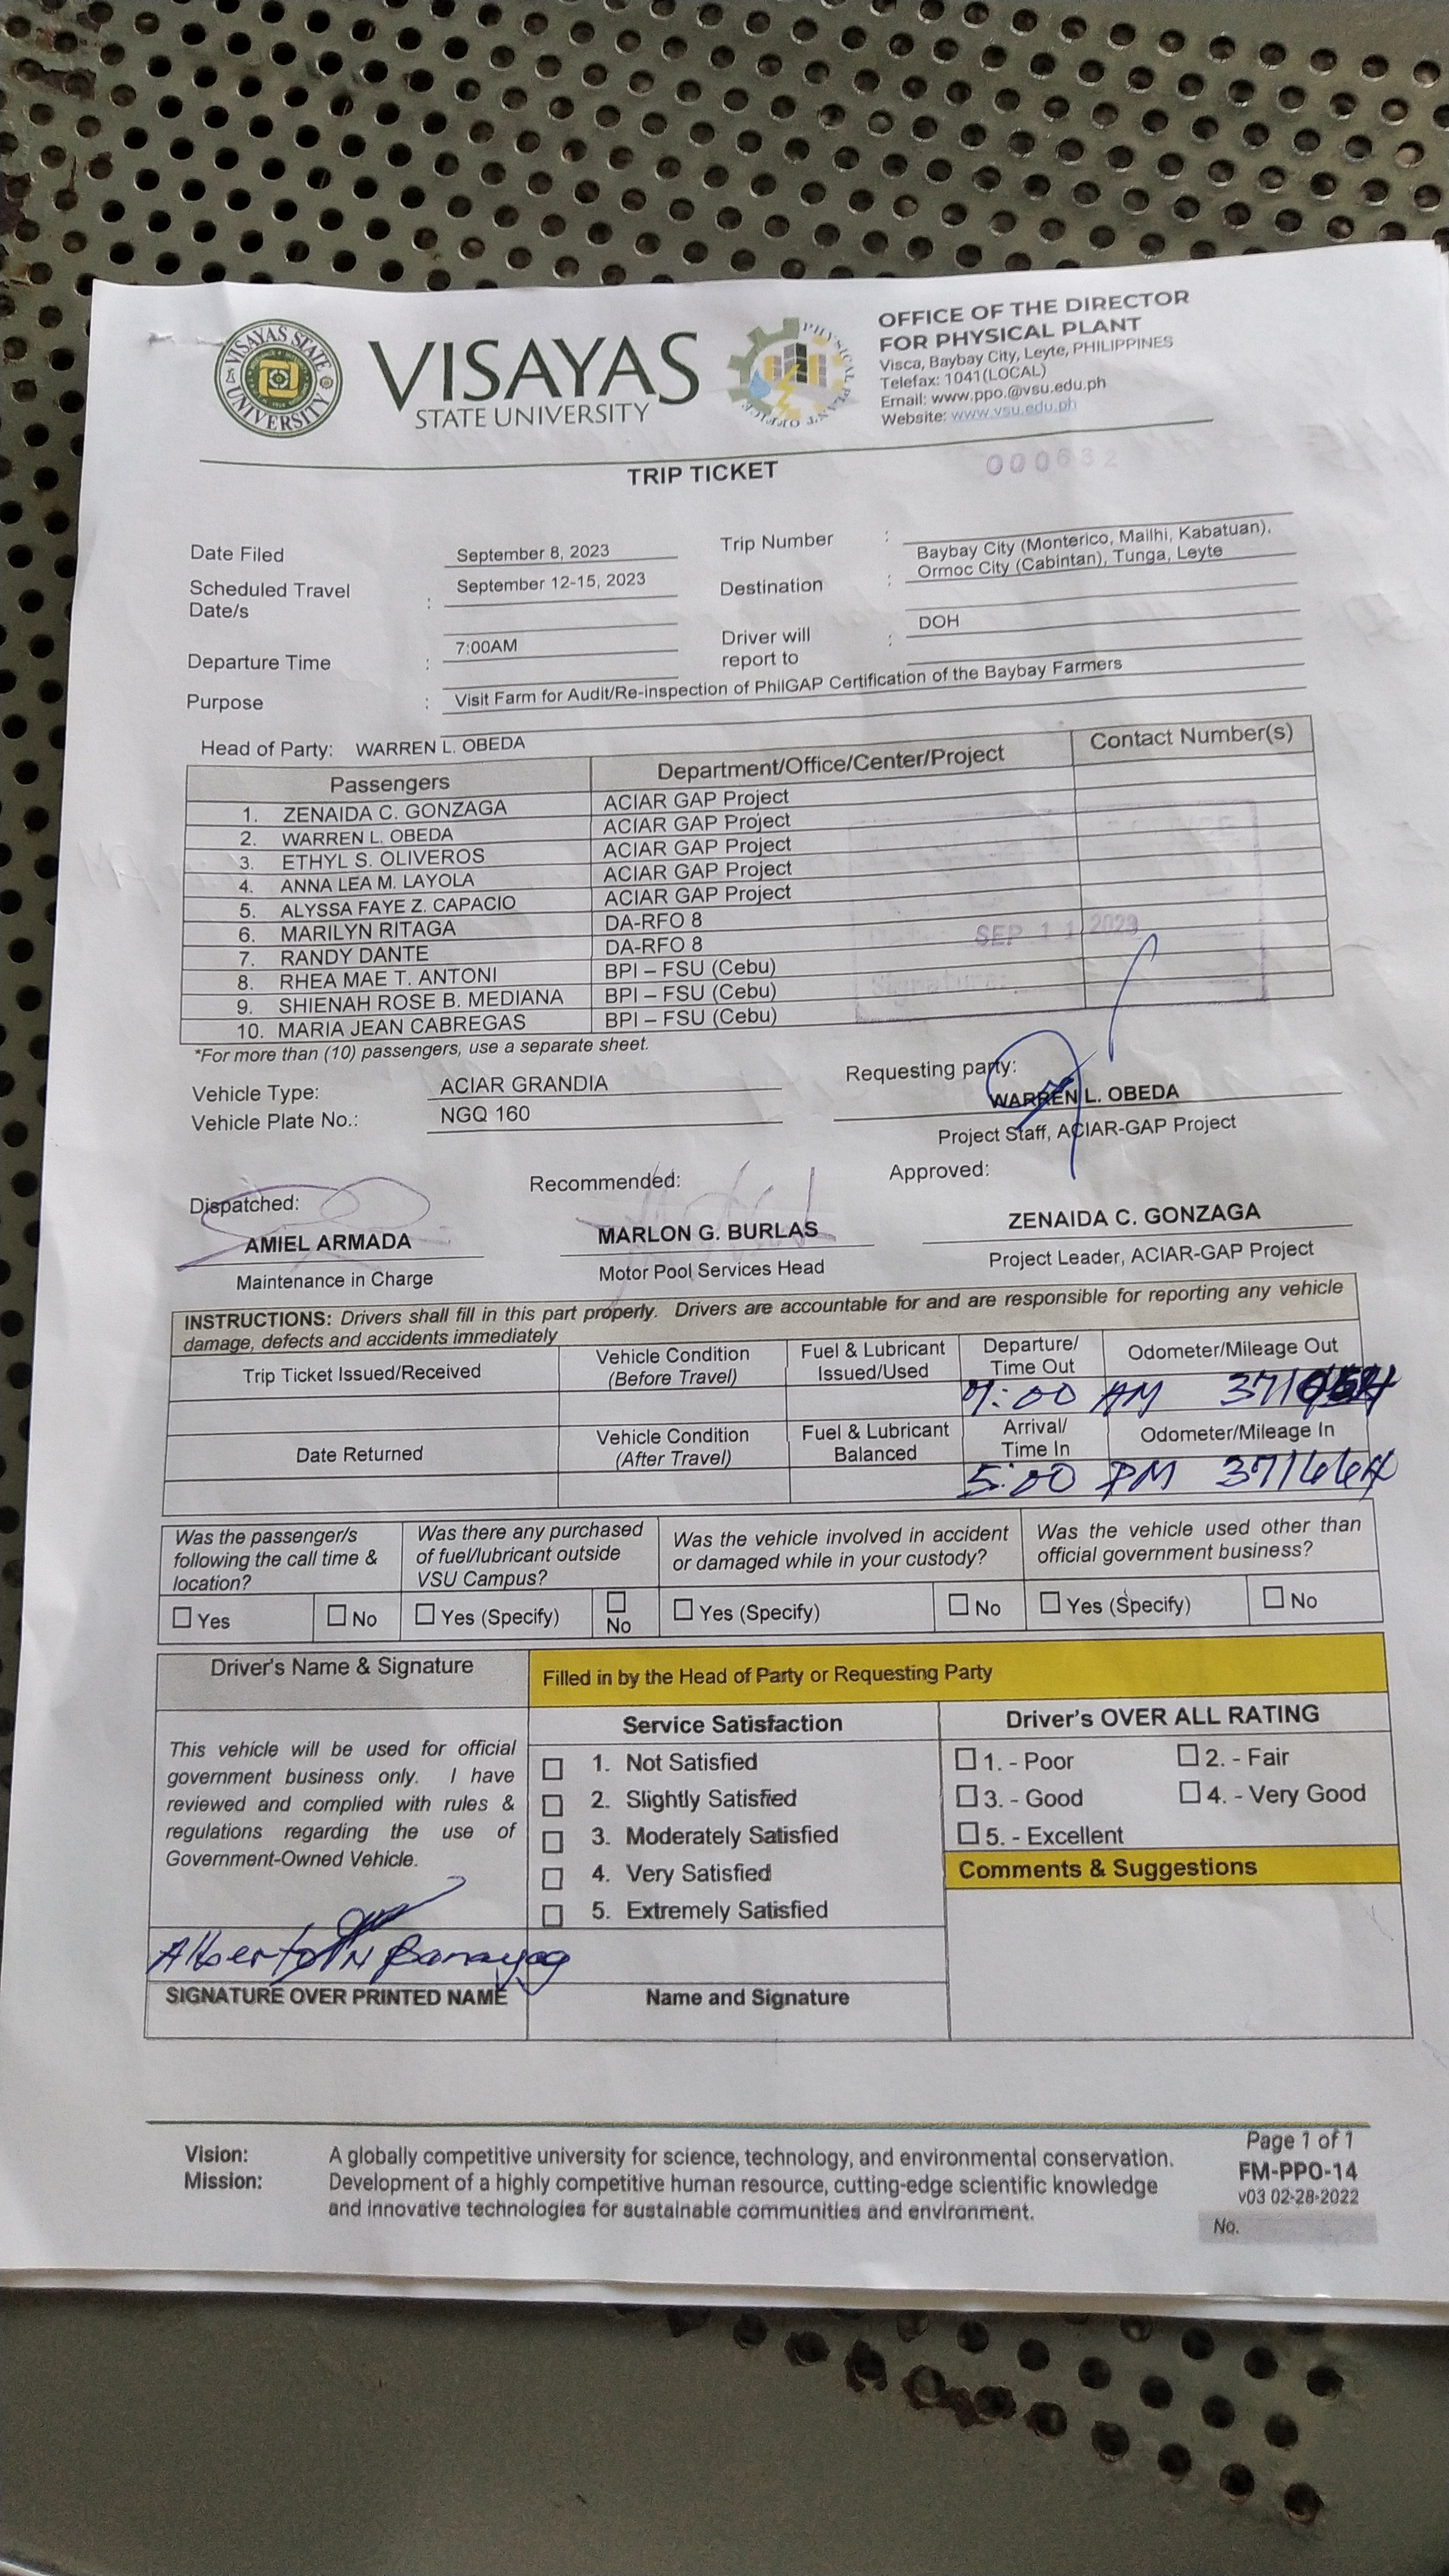 VISAYAS STATE UNIVERSITY
VISAYAS
STATE UNIVERSITY
PHYSICAL PLANT OFFICE
OFFICE OF THE DIRECTOR
FOR PHYSICAL PLANT
Visca, Baybay City, Leyte, PHILIPPINES
Telefax: 1041(LOCAL)
Email: www.ppo.@vsu.edu.ph
Website: www.vsu.edu.ph
TRIP TICKET
000632
Date Filed September 8, 2023 Trip Number :
Scheduled Travel Date/s : September 12-15, 2023 Destination : Baybay City (Monterico, Mailhi, Kabatuan), Ormoc City (Cabintan), Tunga, Leyte
Departure Time : 7:00AM Driver will report to : DOH
Purpose : Visit Farm for Audit/Re-inspection of PhilGAP Certification of the Baybay Farmers
Head of Party: WARREN L. OBEDA
Passengers Department/Office/Center/Project Contact Number(s)
1. ZENAIDA C. GONZAGA ACIAR GAP Project
2. WARREN L. OBEDA ACIAR GAP Project
3. ETHYL S. OLIVEROS ACIAR GAP Project
4. ANNA LEA M. LAYOLA ACIAR GAP Project
5. ALYSSA FAYE Z. CAPACIO ACIAR GAP Project
6. MARILYN RITAGA DA-RFO 8
7. RANDY DANTE DA-RFO 8
8. RHEA MAE T. ANTONI BPI – FSU (Cebu)
9. SHIENAH ROSE B. MEDIANA BPI – FSU (Cebu)
10. MARIA JEAN CABREGAS BPI – FSU (Cebu)
SEP 11 2023
Signature:
*For more than (10) passengers, use a separate sheet.
Vehicle Type: ACIAR GRANDIA
Vehicle Plate No.: NGQ 160
Requesting party:
WARREN L. OBEDA
Project Staff, ACIAR-GAP Project
Dispatched: Recommended: Approved:
AMIEL ARMADA MARLON G. BURLAS ZENAIDA C. GONZAGA
Maintenance in Charge Motor Pool Services Head Project Leader, ACIAR-GAP Project
INSTRUCTIONS: Drivers shall fill in this part properly. Drivers are accountable for and are responsible for reporting any vehicle
damage, defects and accidents immediately
Trip Ticket Issued/Received Vehicle Condition (Before Travel) Fuel & Lubricant Issued/Used Departure/ Time Out Odometer/Mileage Out
7:00 AM
Date Returned Vehicle Condition (After Travel) Fuel & Lubricant Balanced Arrival/ Time In Odometer/Mileage In
5:00 PM 371664
Was the passenger/s following the call time & location?
Was there any purchased of fuel/lubricant outside VSU Campus?
Was the vehicle involved in accident or damaged while in your custody?
Was the vehicle used other than official government business?
Yes No Yes (Specify) No Yes (Specify) No Yes (Specify) No
Driver's Name & Signature Filled in by the Head of Party or Requesting Party
This vehicle will be used for official
government business only. I have
reviewed and complied with rules &
regulations regarding the use of
Government-Owned Vehicle.
Service Satisfaction
1. Not Satisfied
2. Slightly Satisfied
3. Moderately Satisfied
4. Very Satisfied
5. Extremely Satisfied
Driver's OVER ALL RATING
1. - Poor 2. - Fair
3. - Good 4. - Very Good
5. - Excellent
Comments & Suggestions
Alberto N Banayag
SIGNATURE OVER PRINTED NAME Name and Signature
Vision: A globally competitive university for science, technology, and environmental conservation.
Mission: Development of a highly competitive human resource, cutting-edge scientific knowledge
and innovative technologies for sustainable communities and environment.
Page 1 of 1
FM-PPO-14
v03 02-28-2022
No.